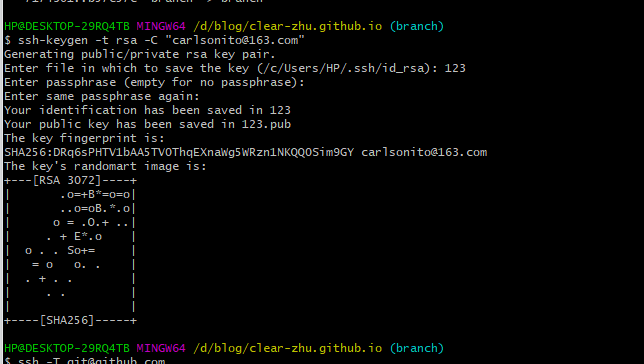 HP@DESKTOP-29RQ4TB MINGW64 /d/blog/clear-zhu.github.io (branch)
$ ssh-keygen -t rsa -C "carlsonito@163.com"
Generating public/private rsa key pair.
Enter file in which to save the key (/c/Users/HP/.ssh/id_rsa): 123
Enter passphrase (empty for no passphrase):
Enter same passphrase again:
Your identification has been saved in 123
Your public key has been saved in 123.pub
The key fingerprint is:
SHA256:DRq6sPHTV1bAA5TVOThqEXnaWg5WRzn1NKQQOSim9GY carlsonito@163.com
The key's randomart image is:
+---[RSA 3072]----+
|       .o=+B*=o=o|
|       ..o=oB.*.o|
|      o = .O.+ ..|
|     . + E*.o    |
|  o . . So+=     |
|   = o   o. .    |
|  . + . .        |
|     . .         |
|                 |
+----[SHA256]-----+
HP@DESKTOP-29RQ4TB MINGW64 /d/blog/clear-zhu.github.io (branch)
$ ssh -T git@github.com